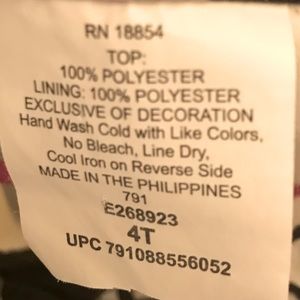 RN 18854
TOP:
100% POLYESTER
LINING: 100% POLYESTER
EXCLUSIVE OF DECORATION
Hand Wash Cold with Like Colors,
No Bleach, Line Dry,
Cool Iron on Reverse Side
MADE IN THE PHILIPPINES
791
E268923
4T
UPC 791088556052